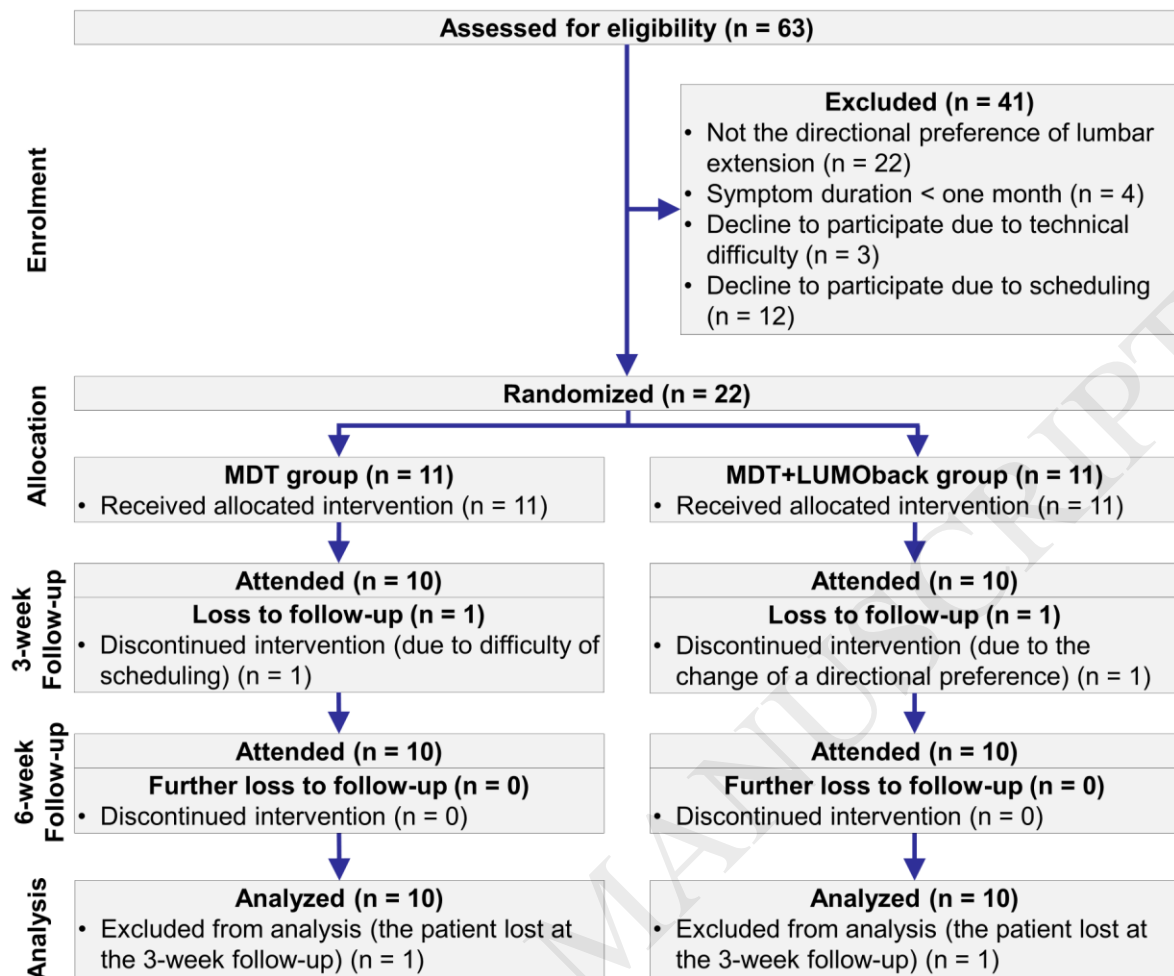 Assessed for eligibility (n = 63)
Enrolment
Excluded (n = 41)
• Not the directional preference of lumbar
extension (n = 22)
• Symptom duration < one month (n = 4)
• Decline to participate due to technical
difficulty (n = 3)
• Decline to participate due to scheduling
(n = 12)
Allocation
Randomized (n = 22)
MDT group (n = 11)
• Received allocated intervention (n = 11)
MDT+LUMOback group (n = 11)
• Received allocated intervention (n = 11)
3-week
Follow-up
Attended (n = 10)
Loss to follow-up (n = 1)
• Discontinued intervention (due to difficulty of
scheduling) (n = 1)
Attended (n = 10)
Loss to follow-up (n = 1)
• Discontinued intervention (due to the
change of a directional preference) (n = 1)
6-week
Follow-up
Attended (n = 10)
Further loss to follow-up (n = 0)
• Discontinued intervention (n = 0)
Attended (n = 10)
Further loss to follow-up (n = 0)
• Discontinued intervention (n = 0)
Analysis
Analyzed (n = 10)
• Excluded from analysis (the patient lost at
the 3-week follow-up) (n = 1)
Analyzed (n = 10)
• Excluded from analysis (the patient lost at
the 3-week follow-up) (n = 1)
MANUSCRIPT